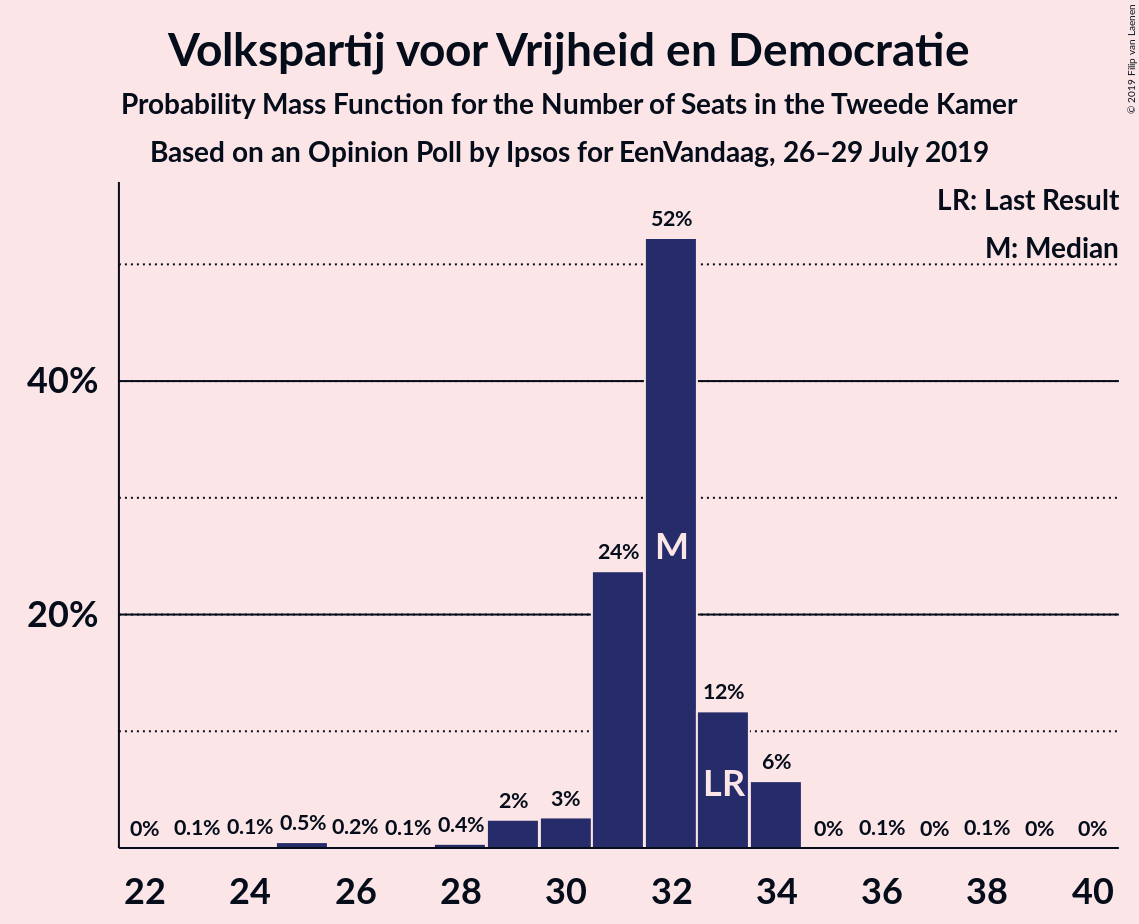 Volkspartij voor Vrijheid en Democratie
Probability Mass Function for the Number of Seats in the Tweede Kamer
Based on an Opinion Poll by Ipsos for EenVandaag, 26–29 July 2019
© 2019 Filip van Laenen
LR: Last Result
M: Median
40%
20%
0% 0.1% 0.1% 0.5% 0.2% 0.1% 0.4% 2% 3% 24% 52% 12% 6% 0% 0.1% 0% 0.1% 0% 0%
M
LR
22 24 26 28 30 32 34 36 38 40